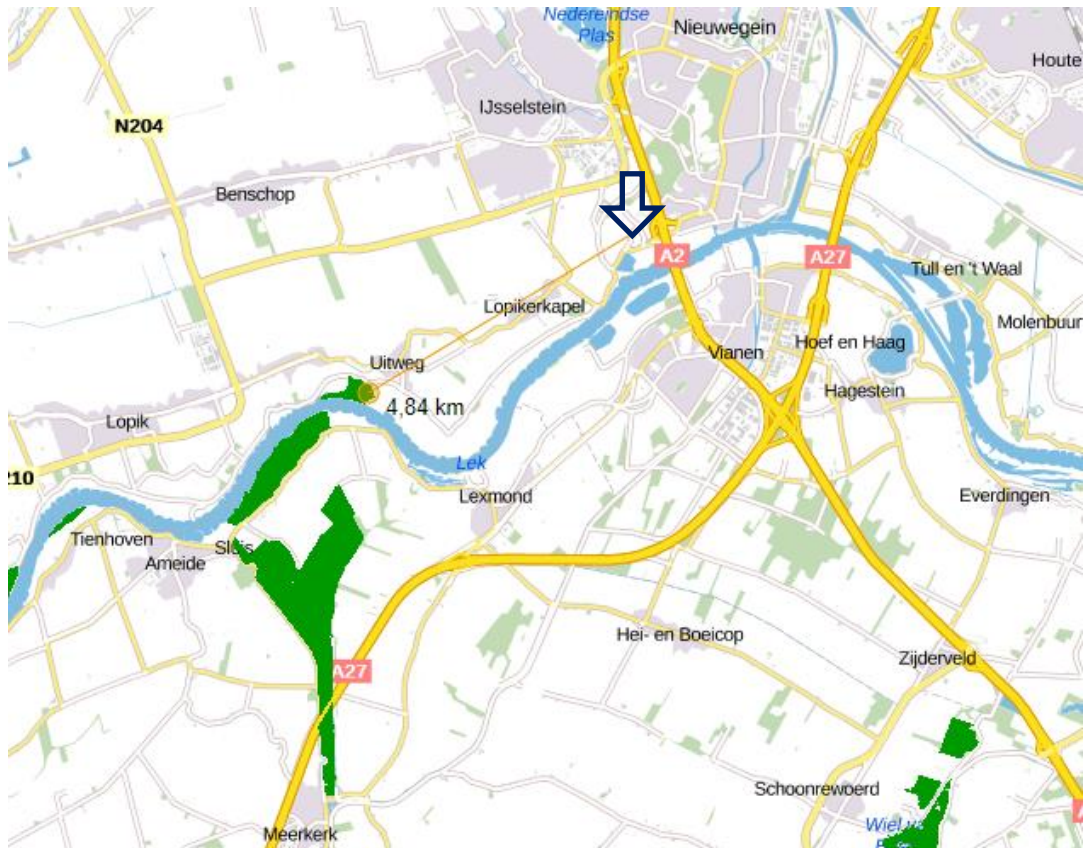 Nedereindse
Plas
Nieuwegein
Houte
IJsselstein
N204
Benschop
A2
A27
Tull en 't Waal
Lopikerkapel
Molenbuur
Uitweg
Vianen
Hoef en Haag
Hagestein
4,84 km
Lopik
Lek
210
Lexmond
Everdingen
Tienhoven
Sluis
Ameide
Hei- en Boeicop
Zijderveld
A27
Schoonrewoerd
Wiel v
Meerkerk